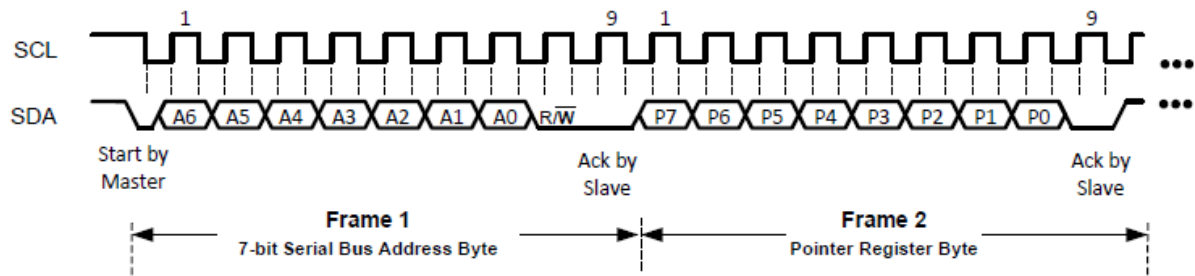 1 9 1 9
SCL
SDA A6 A5 A4 A3 A2 A1 A0 R/W̅ P7 P6 P5 P4 P3 P2 P1 P0
Start by
Master
Ack by
Slave
Ack by
Slave
Frame 1
7-bit Serial Bus Address Byte
Frame 2
Pointer Register Byte